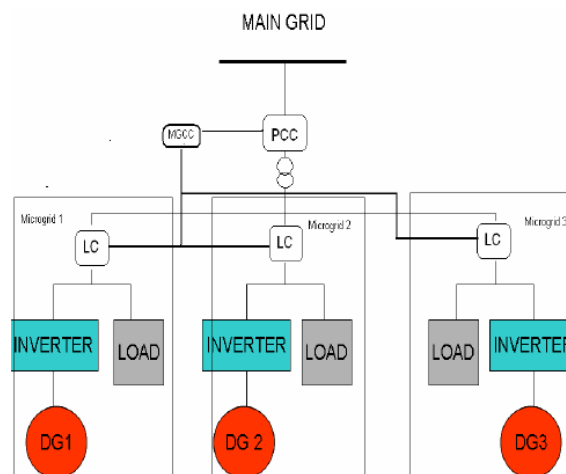 MAIN GRID
MGCC
PCC
Microgrid 1
Microgrid 2
Microgrid 3
LC
LC
LC
INVERTER
LOAD
INVERTER
LOAD
LOAD
INVERTER
DG1
DG 2
DG3